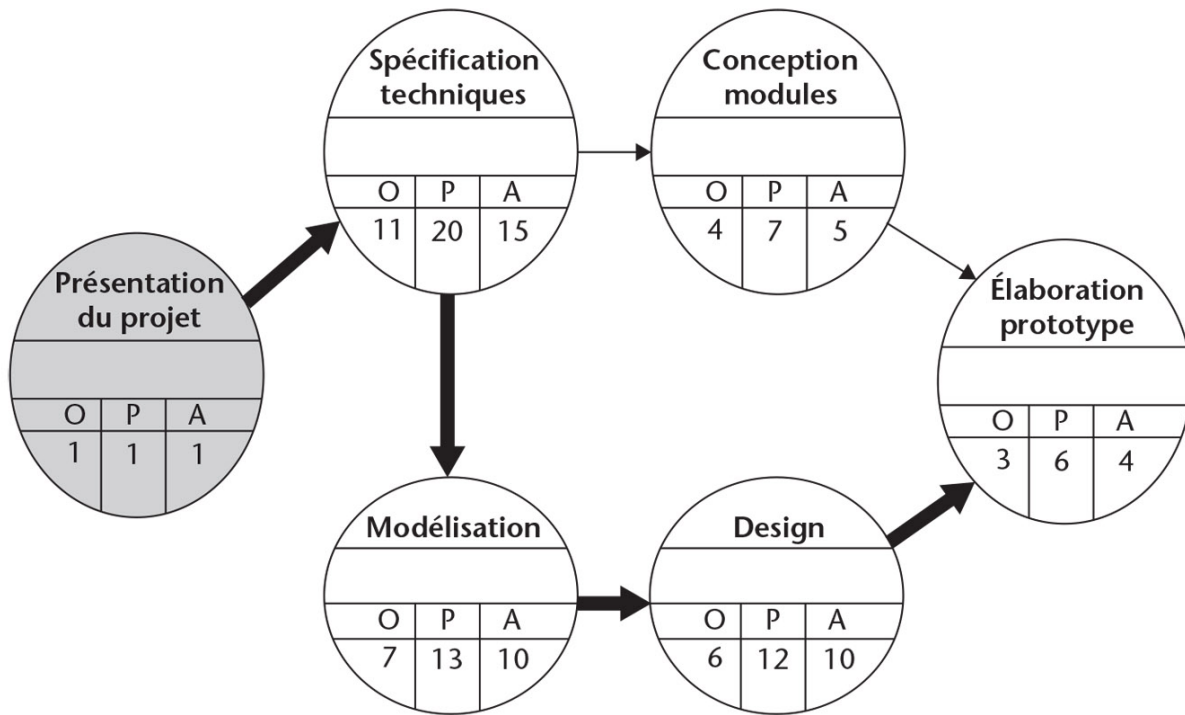 Présentation
du projet
O P A
1 1 1
Spécification
techniques
O P A
11 20 15
Conception
modules
O P A
4 7 5
Modélisation
O P A
7 13 10
Design
O P A
6 12 10
Élaboration
prototype
O P A
3 6 4